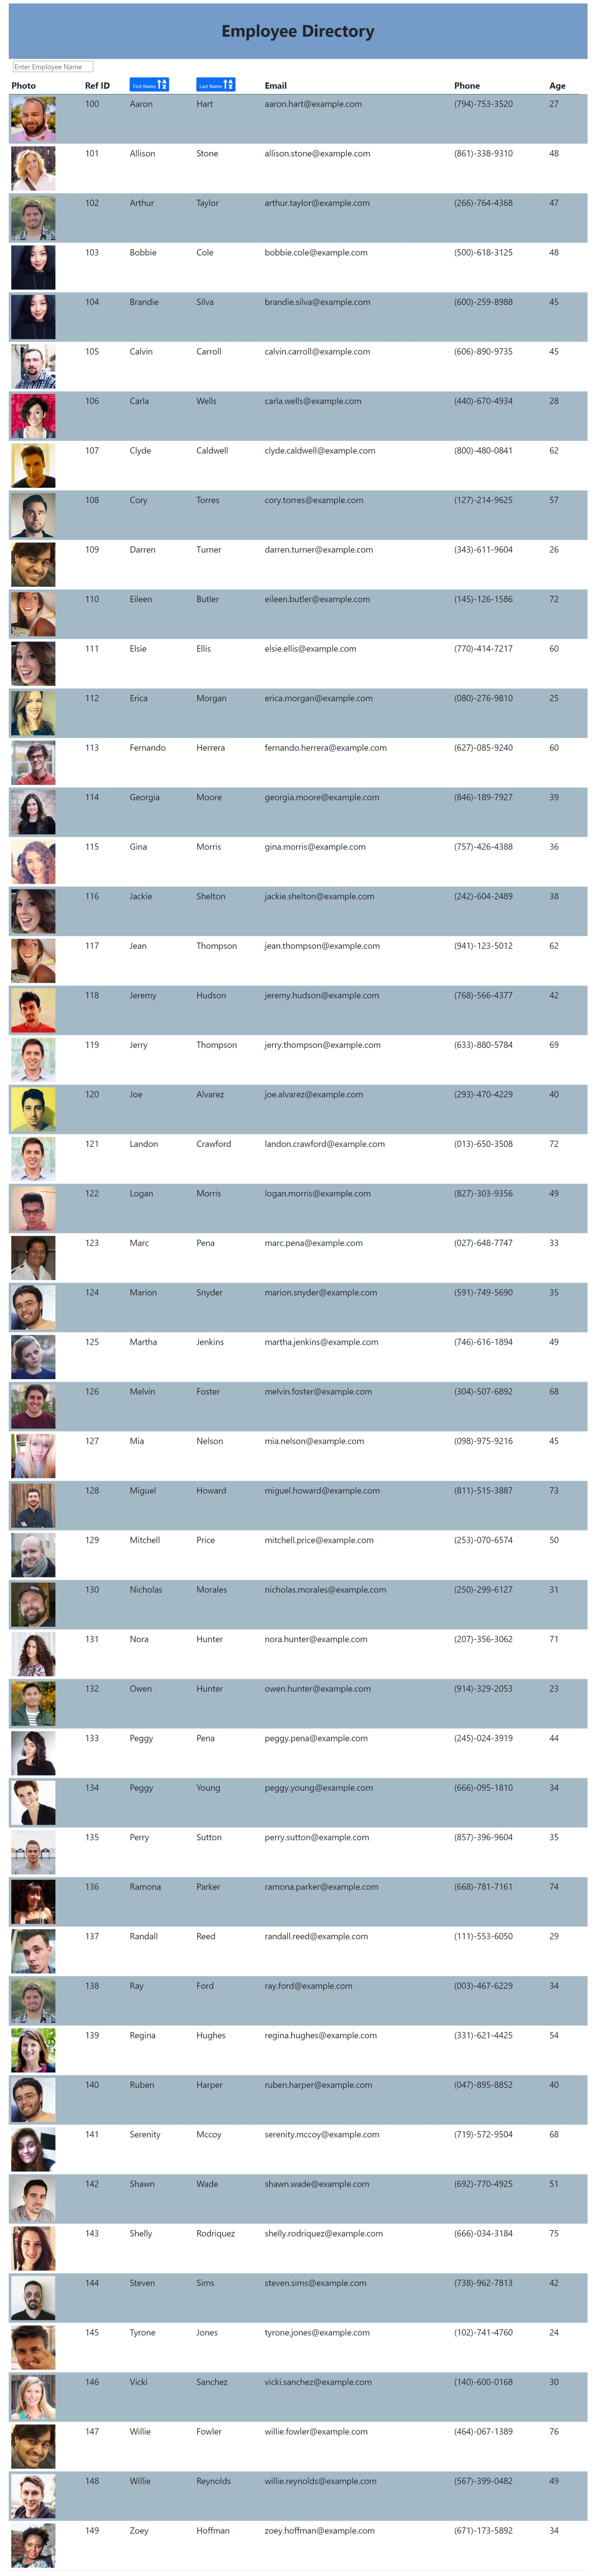 Employee Directory
Enter Employee Name
Photo Ref ID First Name Last Name Email Phone Age
100 Aaron Hart aaron.hart@example.com (794)-753-3520 27
101 Allison Stone allison.stone@example.com (861)-338-9310 48
102 Arthur Taylor arthur.taylor@example.com (266)-764-4368 47
103 Bobbie Cole bobbie.cole@example.com (500)-618-3125 48
104 Brandie Silva brandie.silva@example.com (600)-259-8988 45
105 Calvin Carroll calvin.carroll@example.com (606)-890-9735 45
106 Carla Wells carla.wells@example.com (440)-670-4934 28
107 Clyde Caldwell clyde.caldwell@example.com (800)-480-0841 62
108 Cory Torres cory.torres@example.com (127)-214-9625 57
109 Darren Turner darren.turner@example.com (343)-611-9604 26
110 Eileen Butler eileen.butler@example.com (145)-126-1586 72
111 Elsie Ellis elsie.ellis@example.com (770)-414-7217 60
112 Erica Morgan erica.morgan@example.com (080)-276-9810 25
113 Fernando Herrera fernando.herrera@example.com (627)-085-9240 60
114 Georgia Moore georgia.moore@example.com (846)-189-7927 39
115 Gina Morris gina.morris@example.com (757)-426-4388 36
116 Jackie Shelton jackie.shelton@example.com (242)-604-2489 38
117 Jean Thompson jean.thompson@example.com (941)-123-5012 62
118 Jeremy Hudson jeremy.hudson@example.com (768)-566-4377 42
119 Jerry Thompson jerry.thompson@example.com (633)-880-5784 69
120 Joe Alvarez joe.alvarez@example.com (293)-470-4229 40
121 Landon Crawford landon.crawford@example.com (013)-650-3508 72
122 Logan Morris logan.morris@example.com (827)-303-9356 49
123 Marc Pena marc.pena@example.com (027)-648-7747 33
124 Marion Snyder marion.snyder@example.com (591)-749-5690 35
125 Martha Jenkins martha.jenkins@example.com (746)-616-1894 49
126 Melvin Foster melvin.foster@example.com (304)-507-6892 68
127 Mia Nelson mia.nelson@example.com (098)-975-9216 45
128 Miguel Howard miguel.howard@example.com (811)-515-3887 73
129 Mitchell Price mitchell.price@example.com (253)-070-6574 50
130 Nicholas Morales nicholas.morales@example.com (250)-299-6127 31
131 Nora Hunter nora.hunter@example.com (207)-356-3062 71
132 Owen Hunter owen.hunter@example.com (914)-329-2053 23
133 Peggy Pena peggy.pena@example.com (245)-024-3919 44
134 Peggy Young peggy.young@example.com (666)-095-1810 34
135 Perry Sutton perry.sutton@example.com (857)-396-9604 35
136 Ramona Parker ramona.parker@example.com (668)-781-7161 74
137 Randall Reed randall.reed@example.com (111)-553-6050 29
138 Ray Ford ray.ford@example.com (003)-467-6229 34
139 Regina Hughes regina.hughes@example.com (331)-621-4425 54
140 Ruben Harper ruben.harper@example.com (047)-895-8852 40
141 Serenity Mccoy serenity.mccoy@example.com (719)-572-9504 68
142 Shawn Wade shawn.wade@example.com (692)-770-4925 51
143 Shelly Rodriquez shelly.rodriquez@example.com (666)-034-3184 75
144 Steven Sims steven.sims@example.com (738)-962-7813 42
145 Tyrone Jones tyrone.jones@example.com (102)-741-4760 24
146 Vicki Sanchez vicki.sanchez@example.com (140)-600-0168 30
147 Willie Fowler willie.fowler@example.com (464)-067-1389 76
148 Willie Reynolds willie.reynolds@example.com (567)-399-0482 49
149 Zoey Hoffman zoey.hoffman@example.com (671)-173-5892 34